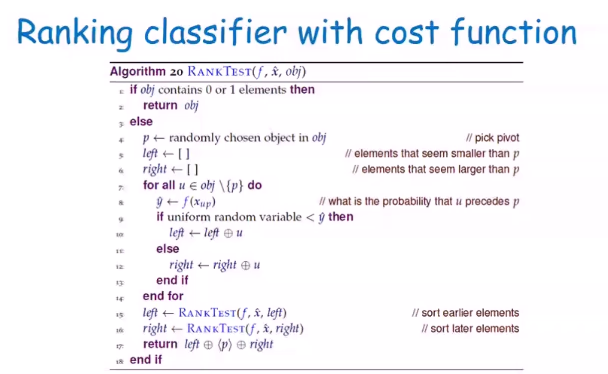 Ranking classifier with cost function
Algorithm 20 RANKTEST(f, x̂, obj)
1: if obj contains 0 or 1 elements then
2: return obj
3: else
4: p ← randomly chosen object in obj // pick pivot
5: left ← [ ] // elements that seem smaller than p
6: right ← [ ] // elements that seem larger than p
7: for all u ∈ obj \ {p} do
8: ŷ ← f(x_up) // what is the probability that u precedes p
9: if uniform random variable < ŷ then
10: left ← left ⊕ u
11: else
12: right ← right ⊕ u
13: end if
14: end for
15: left ← RANKTEST(f, x̂, left) // sort earlier elements
16: right ← RANKTEST(f, x̂, right) // sort later elements
17: return left ⊕ ⟨p⟩ ⊕ right
18: end if